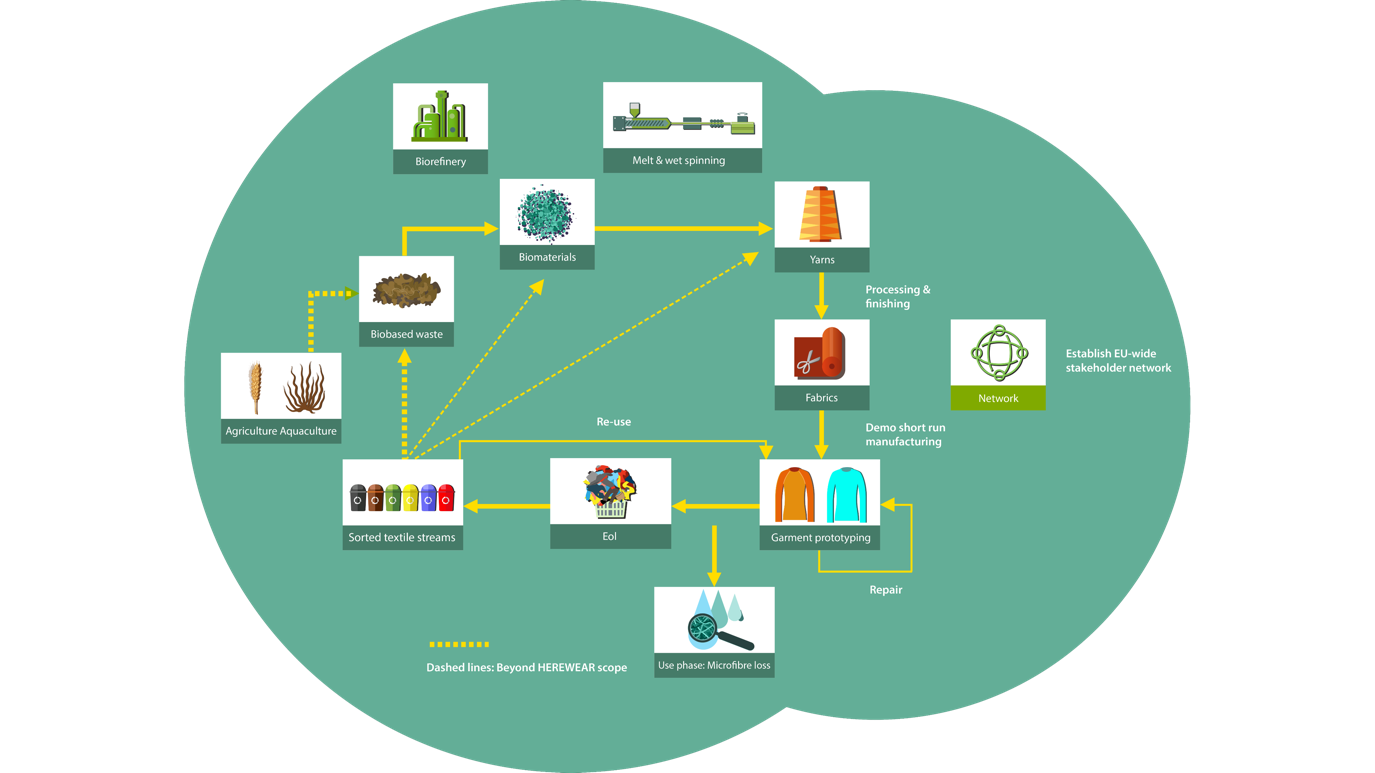 Biorefinery
Melt & wet spinning
Biomaterials
Yarns
Processing &
finishing
Biobased waste
Agriculture Aquaculture
Fabrics
Network
Establish EU-wide
stakeholder network
Demo short run
manufacturing
Re-use
Sorted textile streams
Eol
Garment prototyping
Repair
Use phase: Microfibre loss
Dashed lines: Beyond HEREWEAR scope